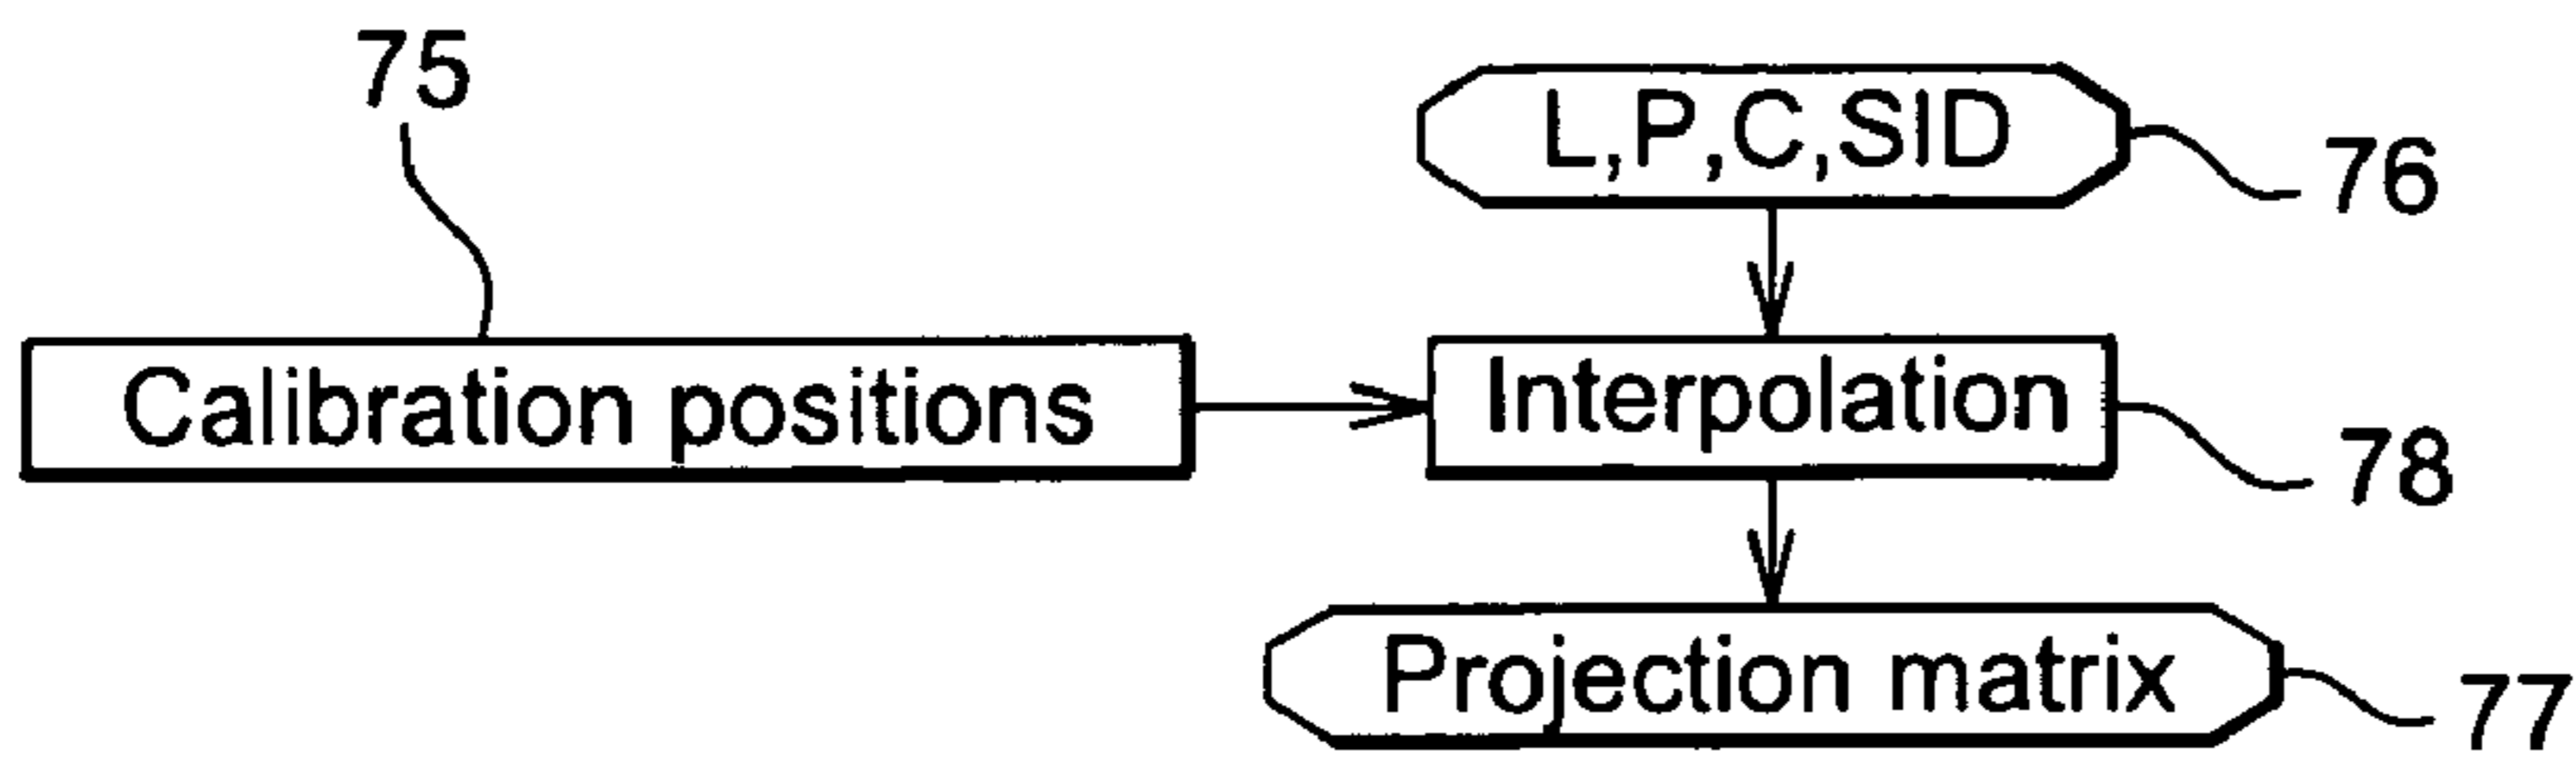 75
L,P,C,SID
76
Calibration positions
Interpolation
78
Projection matrix
77